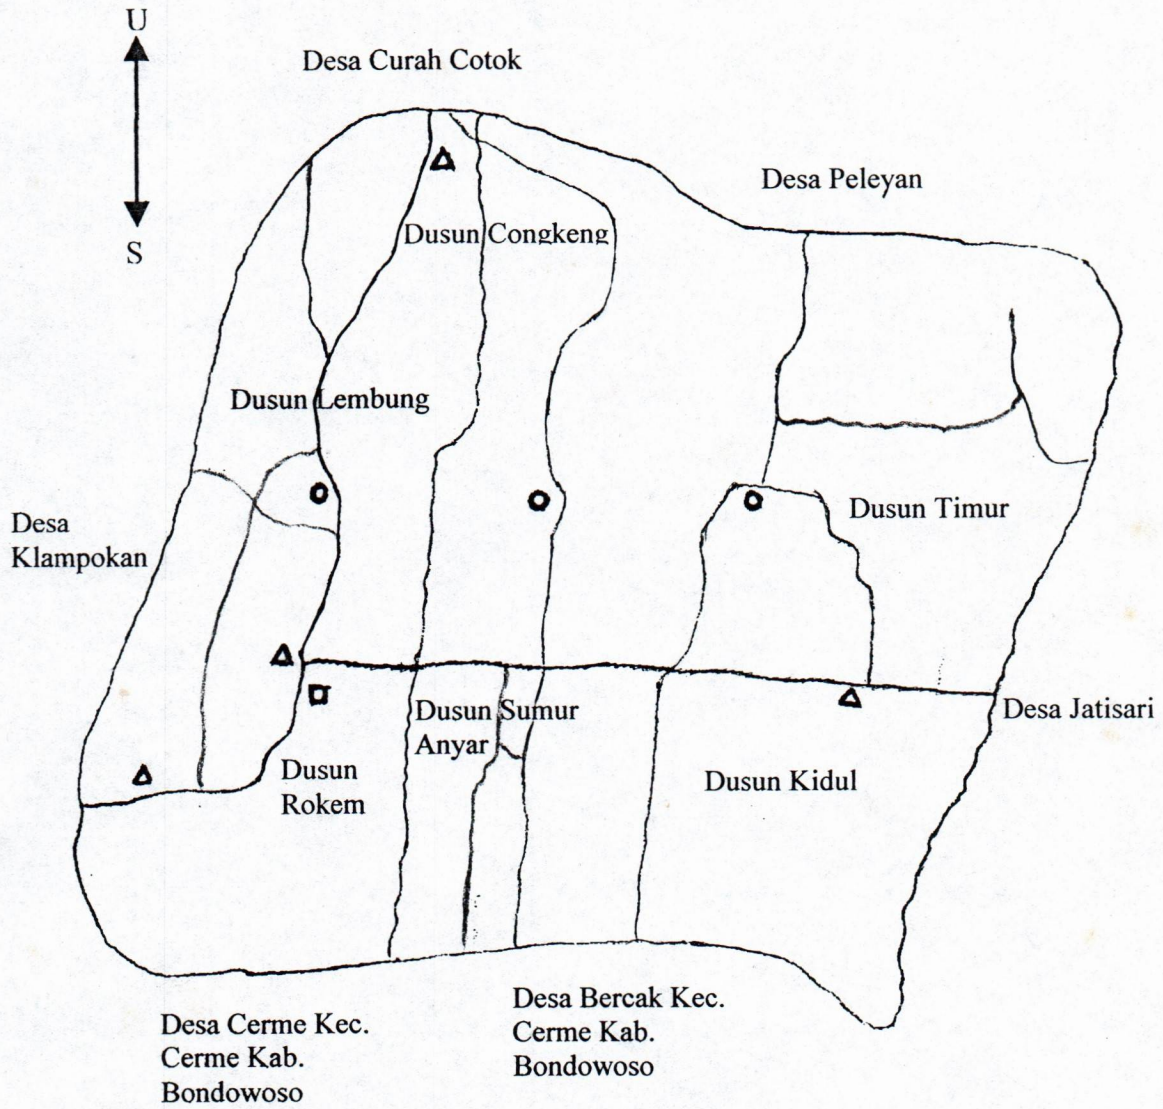 U
Desa Curah Cotok
Desa Peleyan
S
Dusun Congkeng
Dusun Lembung
Desa
Klampokan
Dusun Timur
Dusun Sumur
Anyar
Desa Jatisari
Dusun
Rokem
Dusun Kidul
Desa Cerme Kec.
Cerme Kab.
Bondowoso
Desa Bercak Kec.
Cerme Kab.
Bondowoso